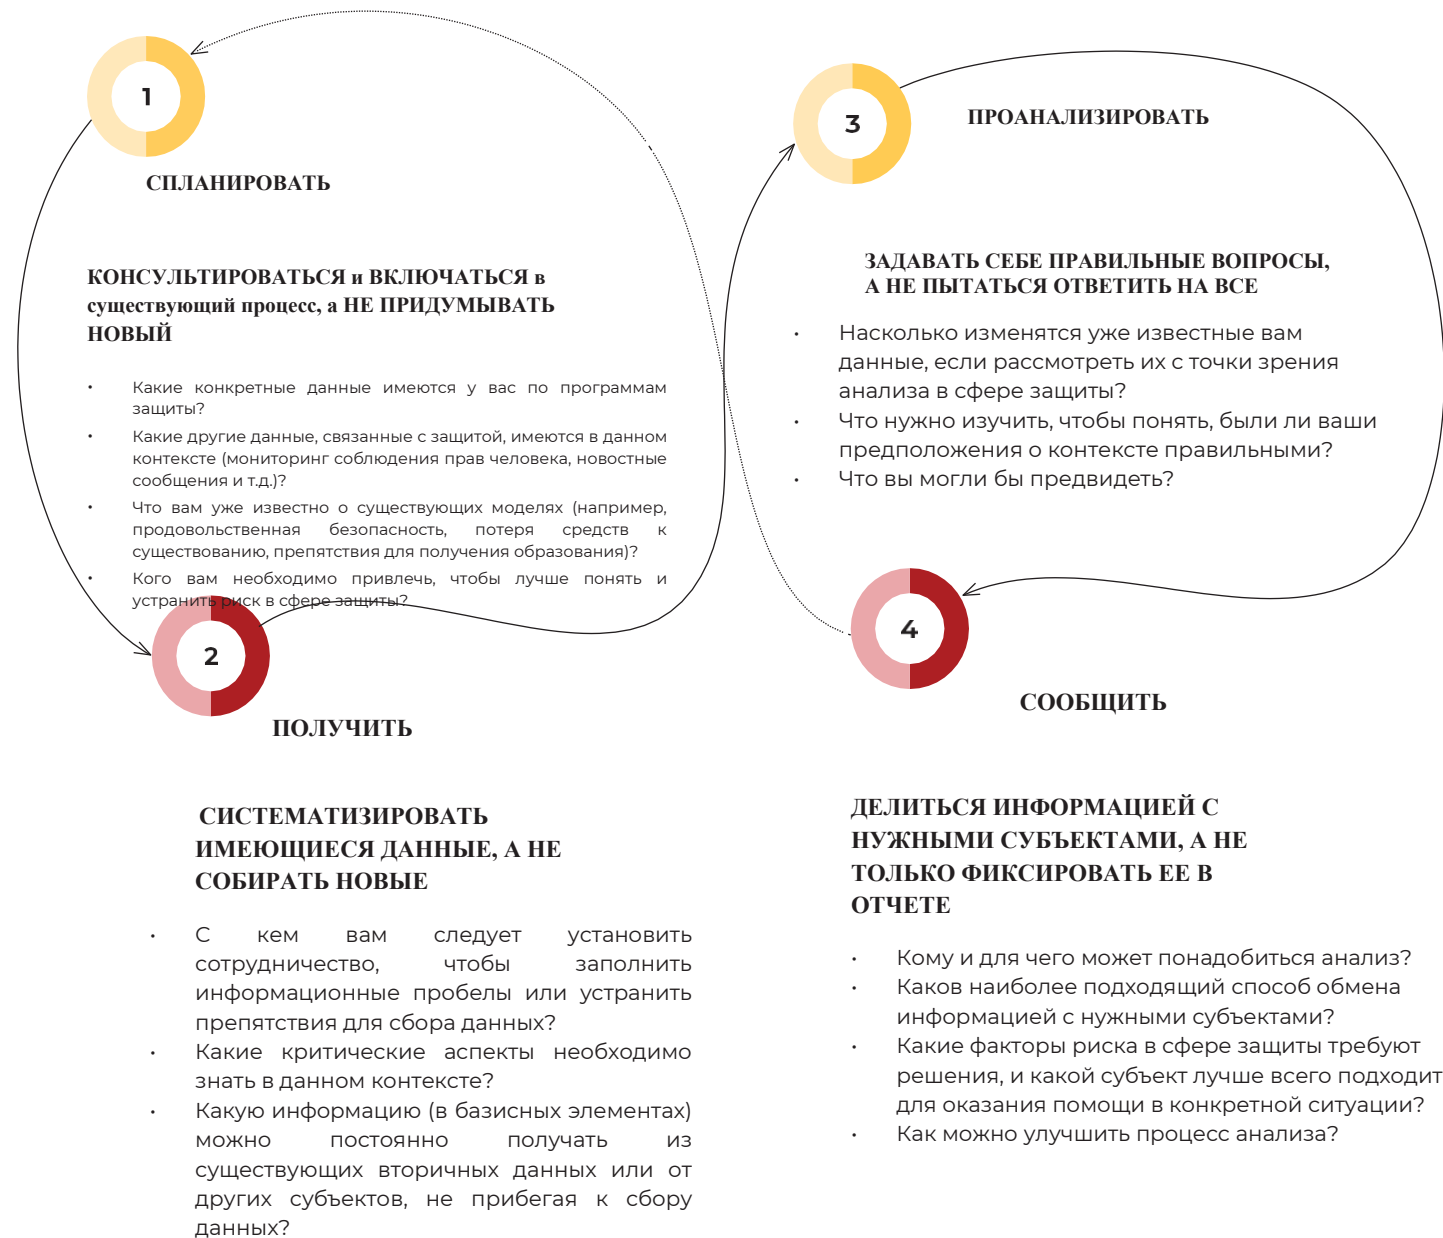 1
СПЛАНИРОВАТЬ
КОНСУЛЬТИРОВАТЬСЯ и ВКЛЮЧАТЬСЯ в
существующий процесс, а НЕ ПРИДУМЫВАТЬ
НОВЫЙ
• Какие конкретные данные имеются у вас по программам
защиты?
• Какие другие данные, связанные с защитой, имеются в данном
контексте (мониторинг соблюдения прав человека, новостные
сообщения и т.д.)?
• Что вам уже известно о существующих моделях (например,
продовольственная безопасность, потеря средств к
существованию, препятствия для получения образования)?
• Кого вам необходимо привлечь, чтобы лучше понять и
устранить риск в сфере защиты?
2
ПОЛУЧИТЬ
СИСТЕМАТИЗИРОВАТЬ
ИМЕЮЩИЕСЯ ДАННЫЕ, А НЕ
СОБИРАТЬ НОВЫЕ
• С кем вам следует установить
сотрудничество, чтобы заполнить
информационные пробелы или устранить
препятствия для сбора данных?
• Какие критические аспекты необходимо
знать в данном контексте?
• Какую информацию (в базисных элементах)
можно постоянно получать из
существующих вторичных данных или от
других субъектов, не прибегая к сбору
данных?
3
ПРОАНАЛИЗИРОВАТЬ
ЗАДАВАТЬ СЕБЕ ПРАВИЛЬНЫЕ ВОПРОСЫ,
А НЕ ПЫТАТЬСЯ ОТВЕТИТЬ НА ВСЕ
• Насколько изменятся уже известные вам
данные, если рассмотреть их с точки зрения
анализа в сфере защиты?
• Что нужно изучить, чтобы понять, были ли ваши
предположения о контексте правильными?
• Что вы могли бы предвидеть?
4
СООБЩИТЬ
ДЕЛИТЬСЯ ИНФОРМАЦИЕЙ С
НУЖНЫМИ СУБЪЕКТАМИ, А НЕ
ТОЛЬКО ФИКСИРОВАТЬ ЕЕ В
ОТЧЕТЕ
• Кому и для чего может понадобиться анализ?
• Каков наиболее подходящий способ обмена
информацией с нужными субъектами?
• Какие факторы риска в сфере защиты требуют
решения, и какой субъект лучше всего подходит
для оказания помощи в конкретной ситуации?
• Как можно улучшить процесс анализа?